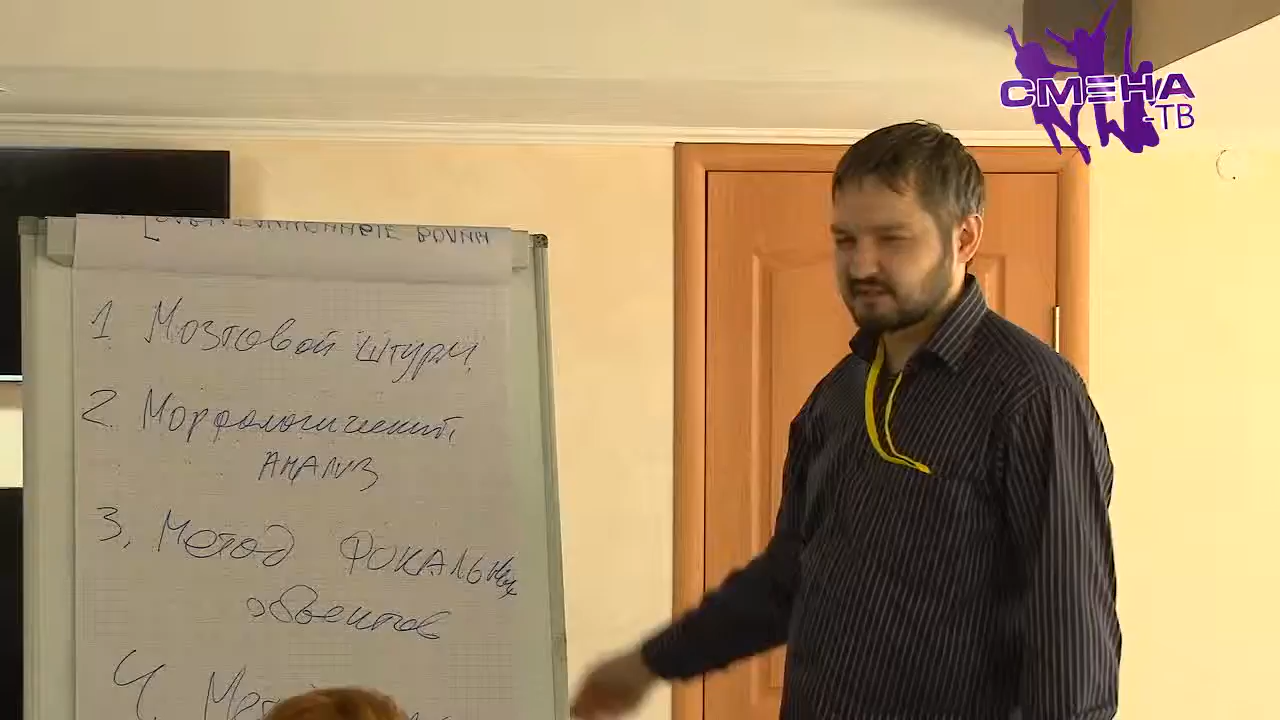 СМЕНА
-ТВ
1 Мозговой штурм,
2 Морфологический
анализ
3, Метод фокальных
объектов
4.